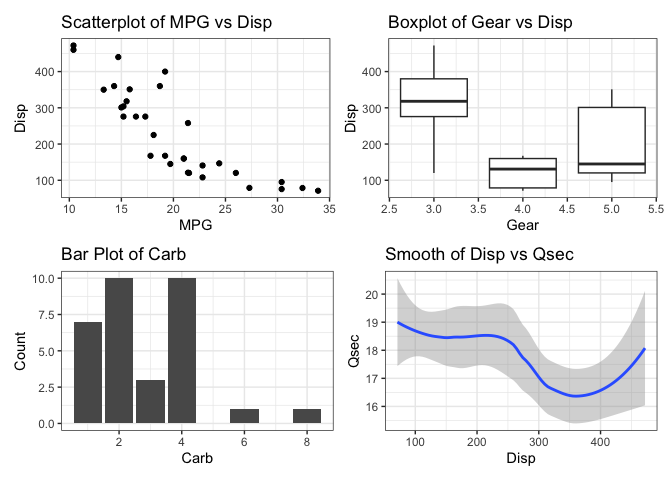 Scatterplot of MPG vs Disp
400
300
200
100
Disp
10 15 20 25 30 35
MPG
Boxplot of Gear vs Disp
400
300
200
100
Disp
2.5 3.0 3.5 4.0 4.5 5.0 5.5
Gear
Bar Plot of Carb
10.0
7.5
5.0
2.5
0.0
Count
2 4 6 8
Carb
Smooth of Disp vs Qsec
20
19
18
17
16
Qsec
100 200 300 400
Disp